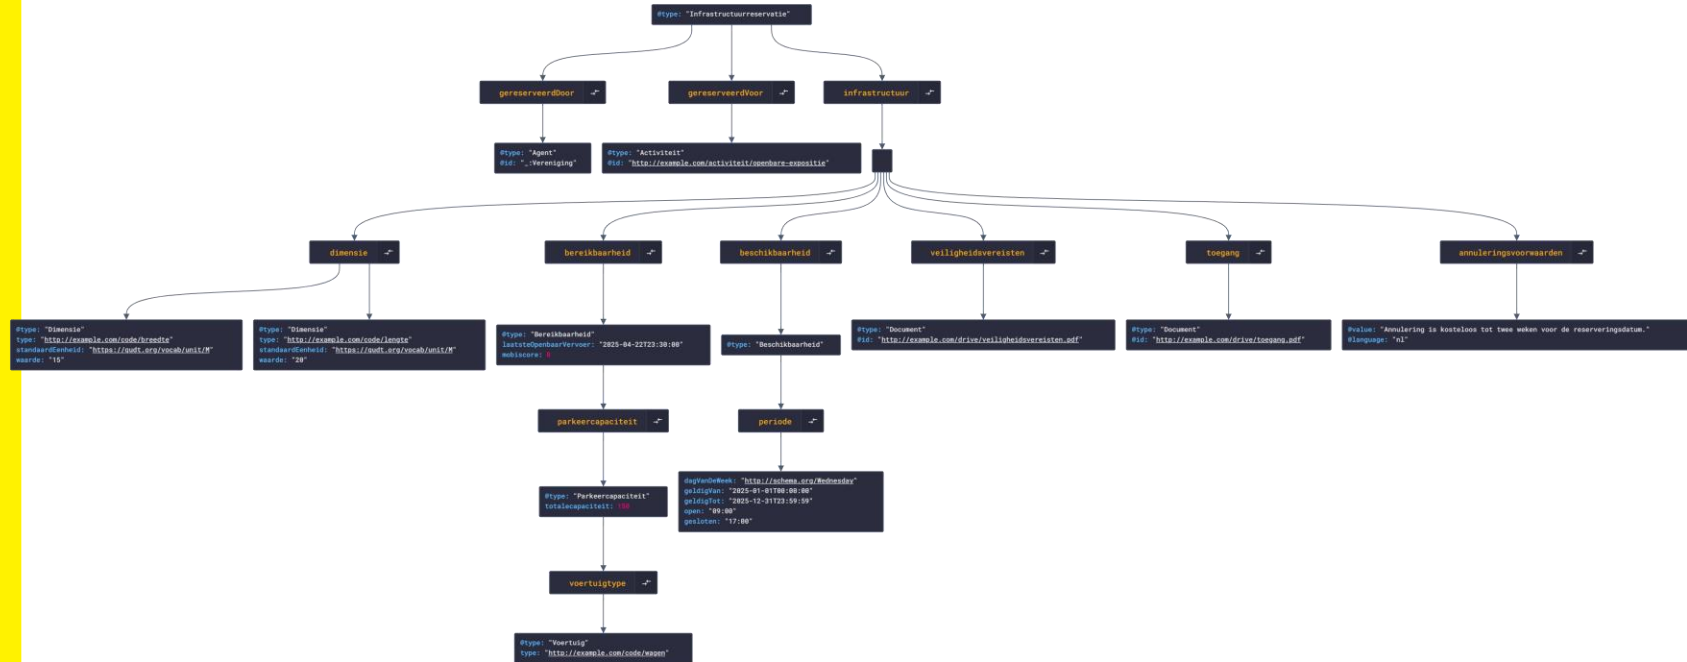 @type: "Infrastructuurreservatie"
gereserveerdDoor
gereserveerdVoor
infrastructuur
@type: "Agent"
@id: "_:Vereniging"
@type: "Activiteit"
@id: "http://example.com/activiteit/openbare-expositie"
dimensie
bereikbaarheid
beschikbaarheid
veiligheidsvereisten
toegang
annuleringsvoorwaarden
@type: "Dimensie"
type: "http://example.com/code/breedte"
standaardEenheid: "https://qudt.org/vocab/unit/M"
waarde: "15"
@type: "Dimensie"
type: "http://example.com/code/lengte"
standaardEenheid: "https://qudt.org/vocab/unit/M"
waarde: "20"
@type: "Bereikbaarheid"
laatsteOpenbaarVervoer: "2025-04-22T23:30:00"
mobiscore:
@type: "Beschikbaarheid"
@type: "Document"
@id: "http://example.com/drive/veiligheidsvereisten.pdf"
@type: "Document"
@id: "http://example.com/drive/toegang.pdf"
@value: "Annulering is kosteloos tot twee weken voor de reserveringsdatum."
@language: "nl"
parkeercapaciteit
periode
@type: "Parkeercapaciteit"
totalecapaciteit:
dagVanDeWeek: "http://schema.org/Wednesday"
geldigVan: "2025-01-01T00:00:00"
geldigTot: "2025-12-31T23:59:59"
open: "09:00"
gesloten: "17:00"
voertuigtype
@type: "Voertuig"
type: "http://example.com/code/wagen"